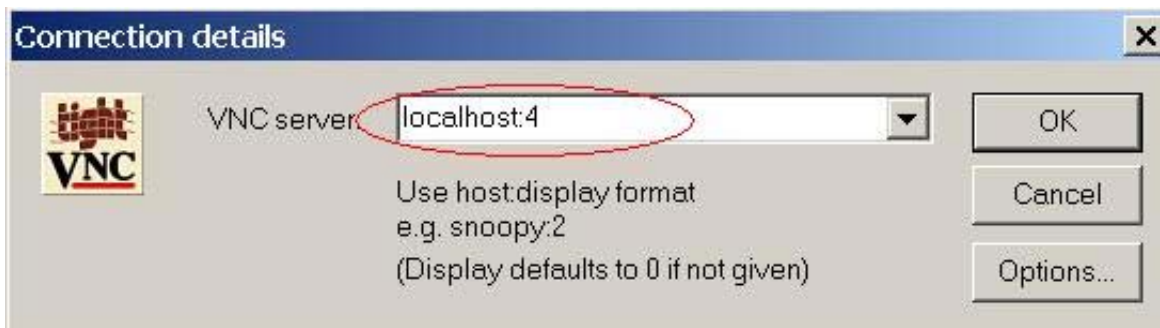 Connection details
VNC server: localhost:4
OK
tight
VNC
Use host:display format
e.g. snoopy:2
(Display defaults to 0 if not given)
Cancel
Options...